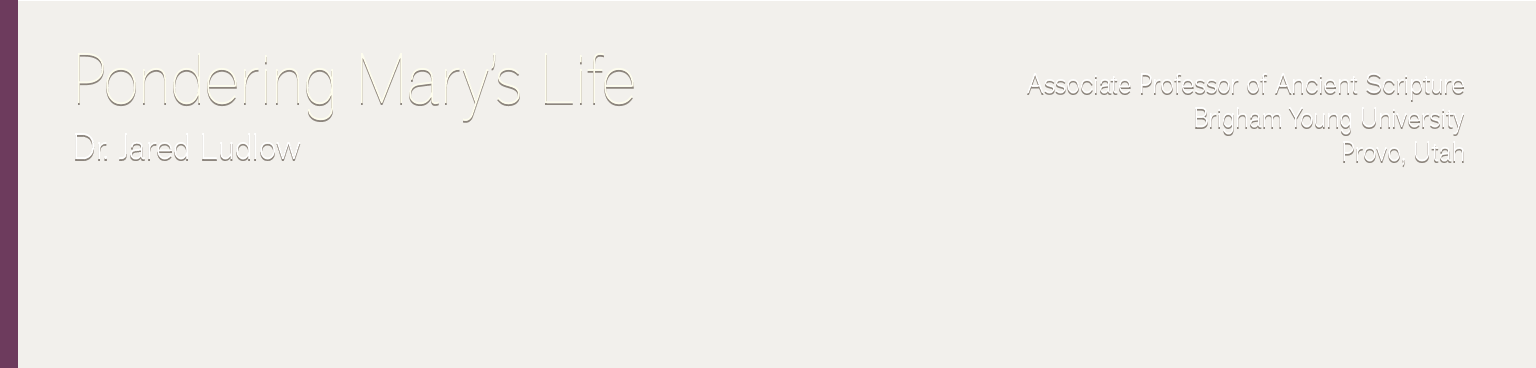 Pondering Mary's Life
Dr. Jared Ludlow
Associate Professor of Ancient Scripture
Brigham Young University
Provo, Utah